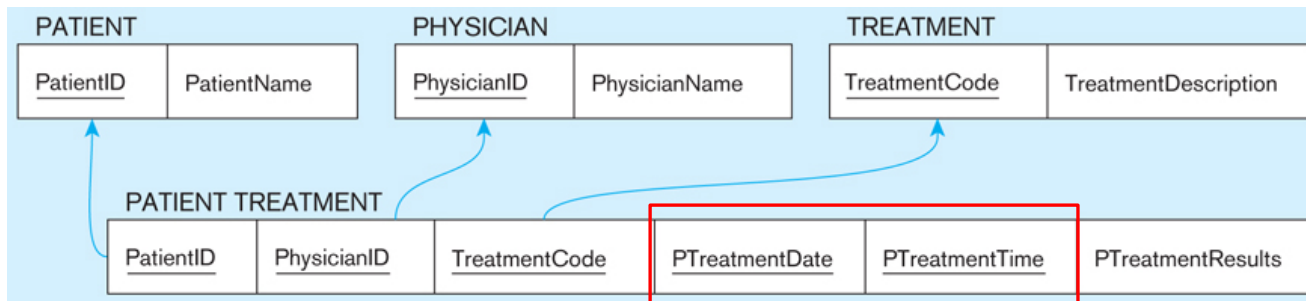 PATIENT PHYSICIAN TREATMENT
PatientID PatientName PhysicianID PhysicianName TreatmentCode TreatmentDescription
PATIENT TREATMENT
PatientID PhysicianID TreatmentCode PTreatmentDate PTreatmentTime PTreatmentResults